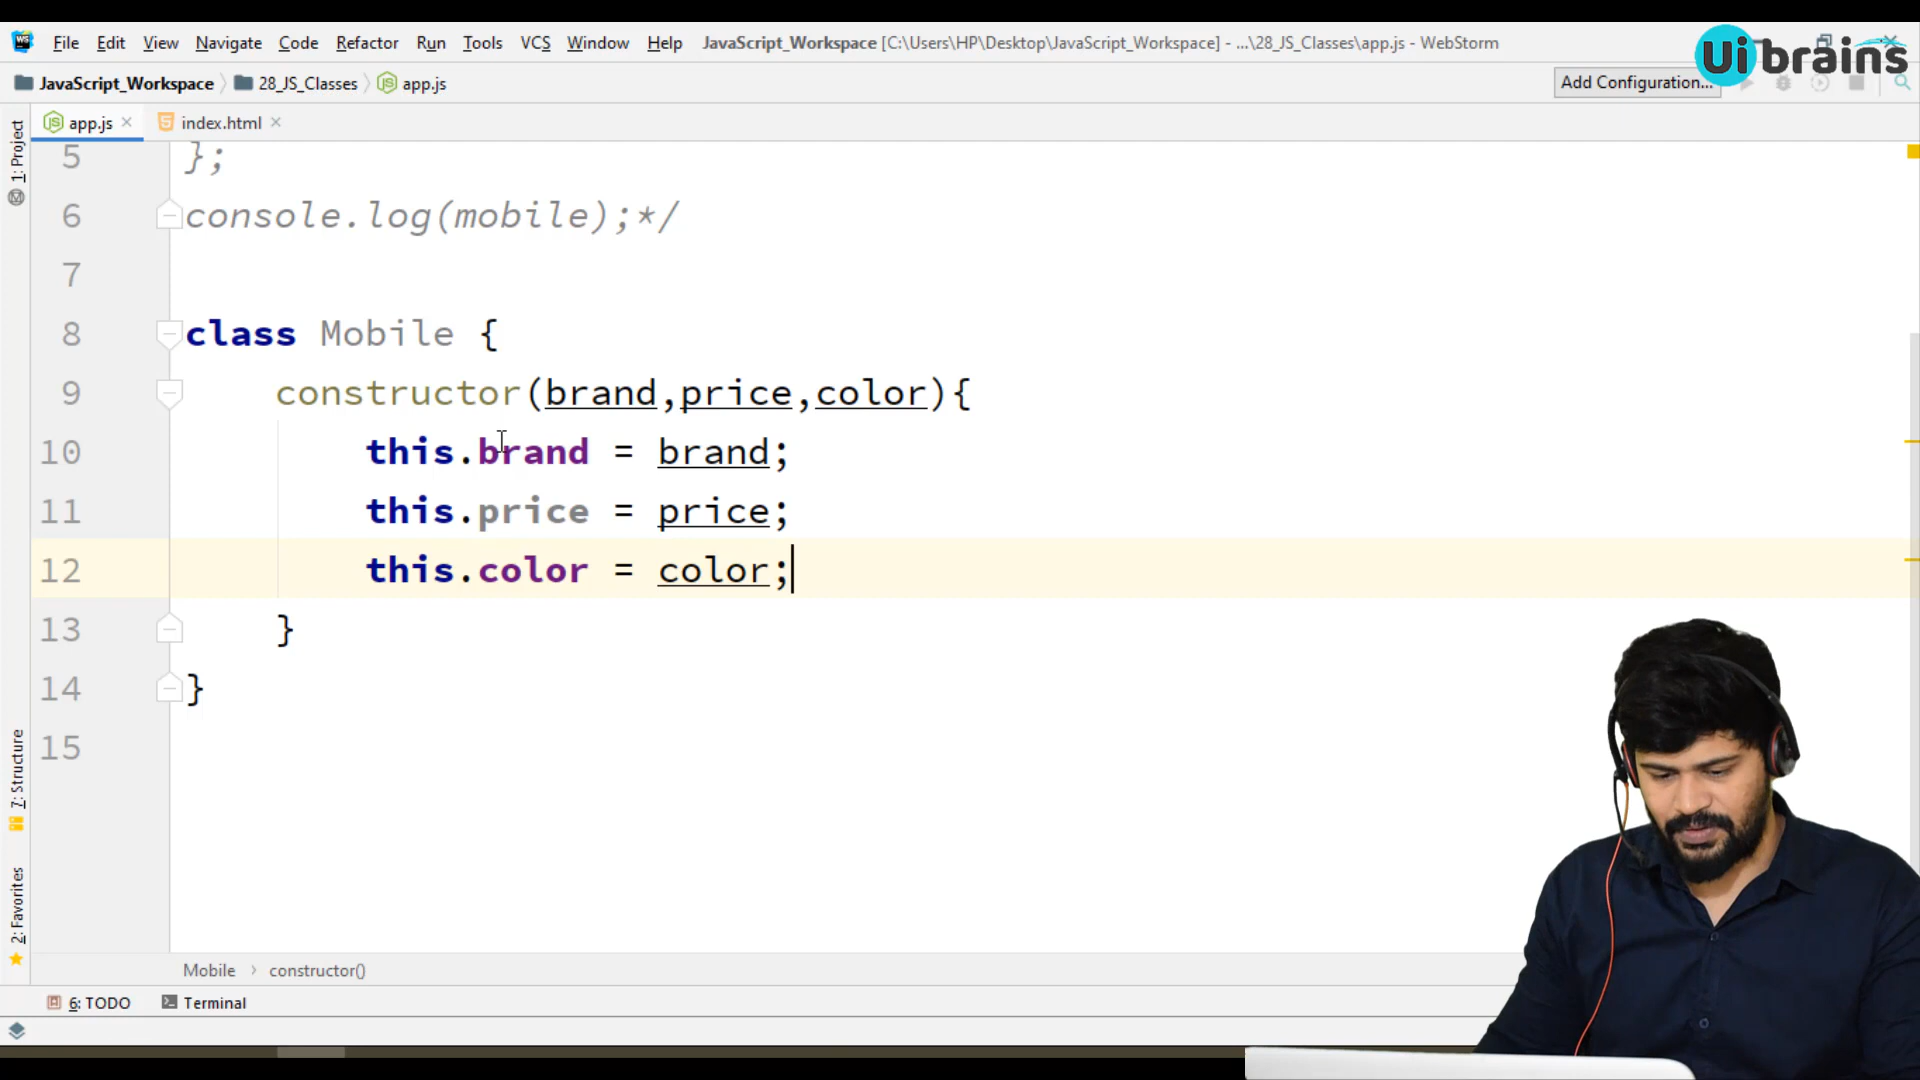 File Edit View Navigate Code Refactor Run Tools VCS Window Help JavaScript_Workspace [C:\Users\HP\Desktop\JavaScript_Workspace] - ...\28_JS_Classes\app.js - WebStorm
Ui brains
JavaScript_Workspace 28_JS_Classes app.js Add Configuration...
app.js index.html
1: Project
5 };
6 console.log(mobile);*/
7
8 class Mobile {
9 constructor(brand,price,color){
10 this.brand = brand;
11 this.price = price;
12 this.color = color;
13 }
14 }
15
7: Structure
2: Favorites
Mobile › constructor()
6: TODO Terminal